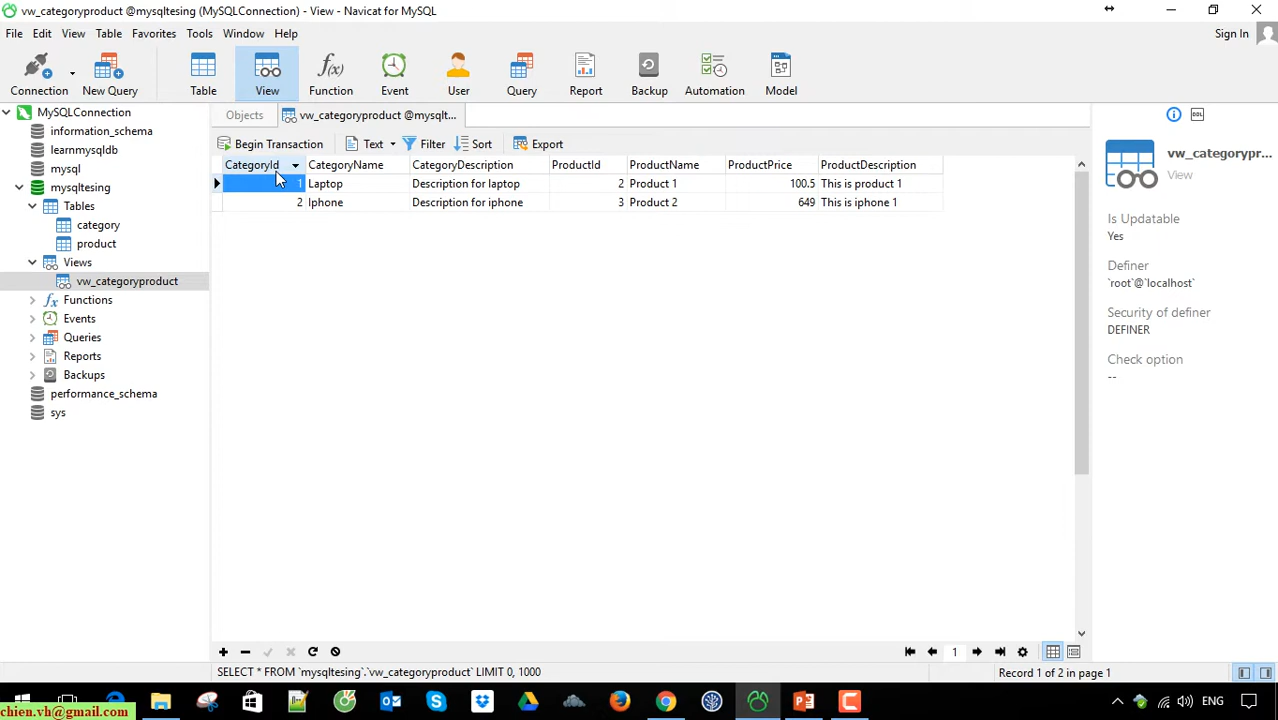 vw_categoryproduct @mysqltesing (MySQLConnection) - View - Navicat for MySQL
File Edit View Table Favorites Tools Window Help
Sign In
Connection New Query Table View Function Event User Query Report Backup Automation Model
MySQLConnection
information_schema
learnmysqldb
mysql
mysqltesing
Tables
category
product
Views
vw_categoryproduct
Functions
Events
Queries
Reports
Backups
performance_schema
sys
Objects vw_categoryproduct @mysqlt...
Begin Transaction Text Filter Sort Export
CategoryId CategoryName CategoryDescription ProductId ProductName ProductPrice ProductDescription
1 Laptop Description for laptop 2 Product 1 100.5 This is product 1
2 Iphone Description for iphone 3 Product 2 649 This is iphone 1
1
SELECT * FROM `mysqltesing`.`vw_categoryproduct` LIMIT 0, 1000
Record 1 of 2 in page 1
DDL
vw_categorypr...
View
Is Updatable
Yes
Definer
`root`@`localhost`
Security of definer
DEFINER
Check option
--
ENG
chien.vh@gmail.com